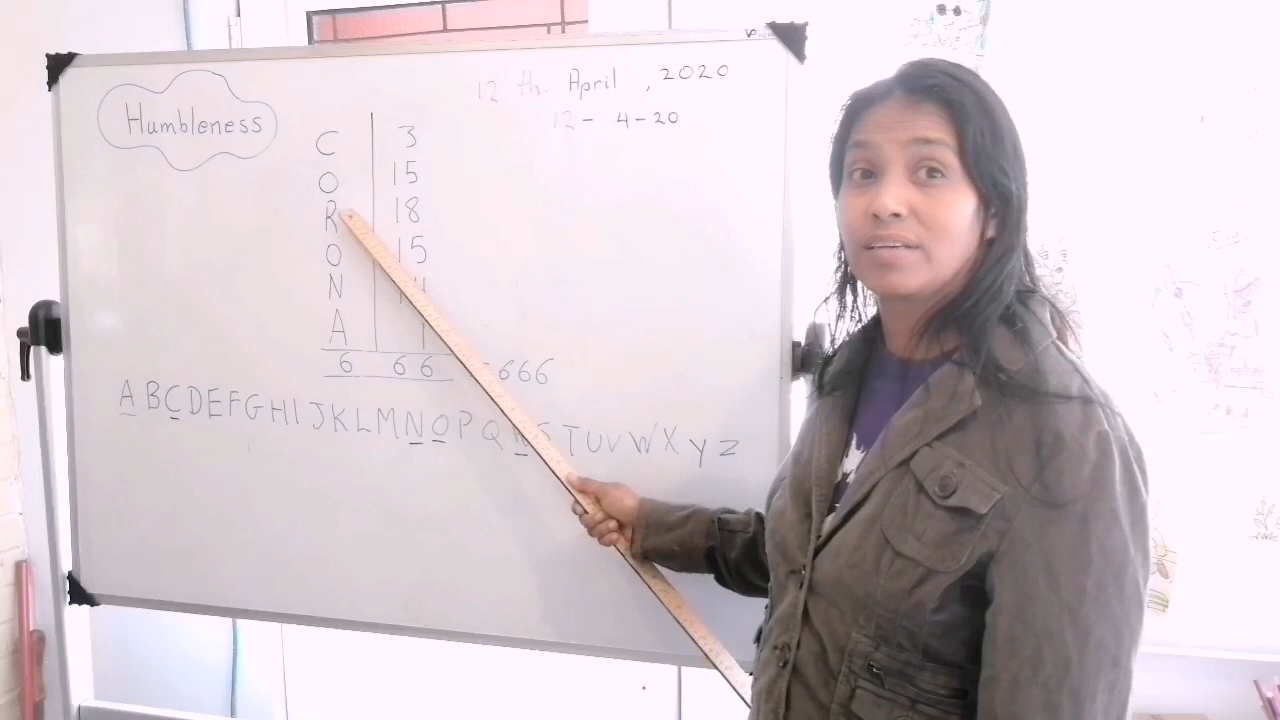 12 th. April, 2020
12 - 4 - 20
Humbleness
C 3
O 15
R 18
O 15
N 14
A 1
6 66 - 666
A B C D E F G H I J K L M N O P Q R S T U V W X Y Z